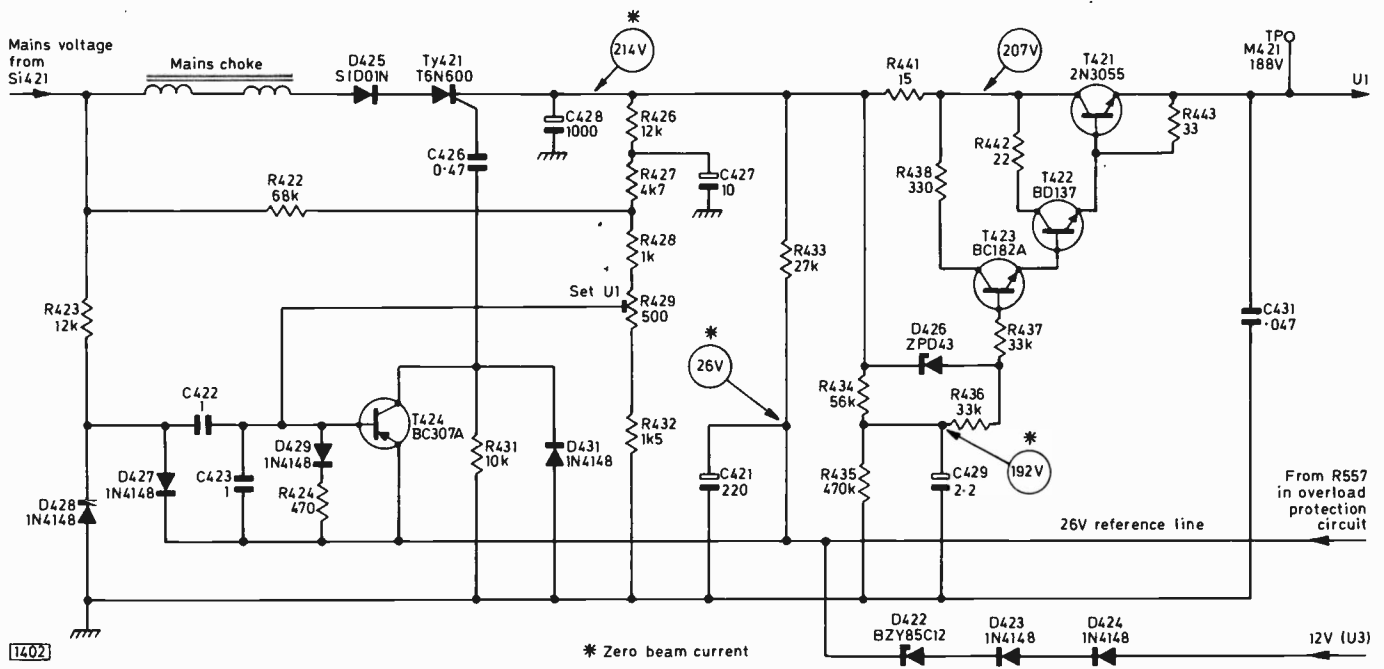 Mains voltage
from
Si421
Mains choke
D425
SID01N
Ty421
T6N600
*
214V
207V
R441
15
T421
2N3055
TP
M421
188V
U1
C428
1000
R426
12k
R442
22
R443
33
C426
0·47
R427
4k7
C427
10
R438
330
T422
BD137
R422
68k
R428
1k
R433
27k
T423
BC182A
R423
12k
Set U1
R429
500
*
26V
R437
33k
D426
ZPD43
C431
·047
C422
1
T424
BC307A
R434
56k
R436
33k
R432
1k5
D429
1N4148
R431
10k
D431
1N4148
*
192V
D427
1N4148
C423
1
R424
470
C421
220
R435
470k
C429
2·2
D428
1N4148
From R557
in overload
protection
circuit
26V reference line
D422
BZY85C12
D423
1N4148
D424
1N4148
12V (U3)
1402
* Zero beam current